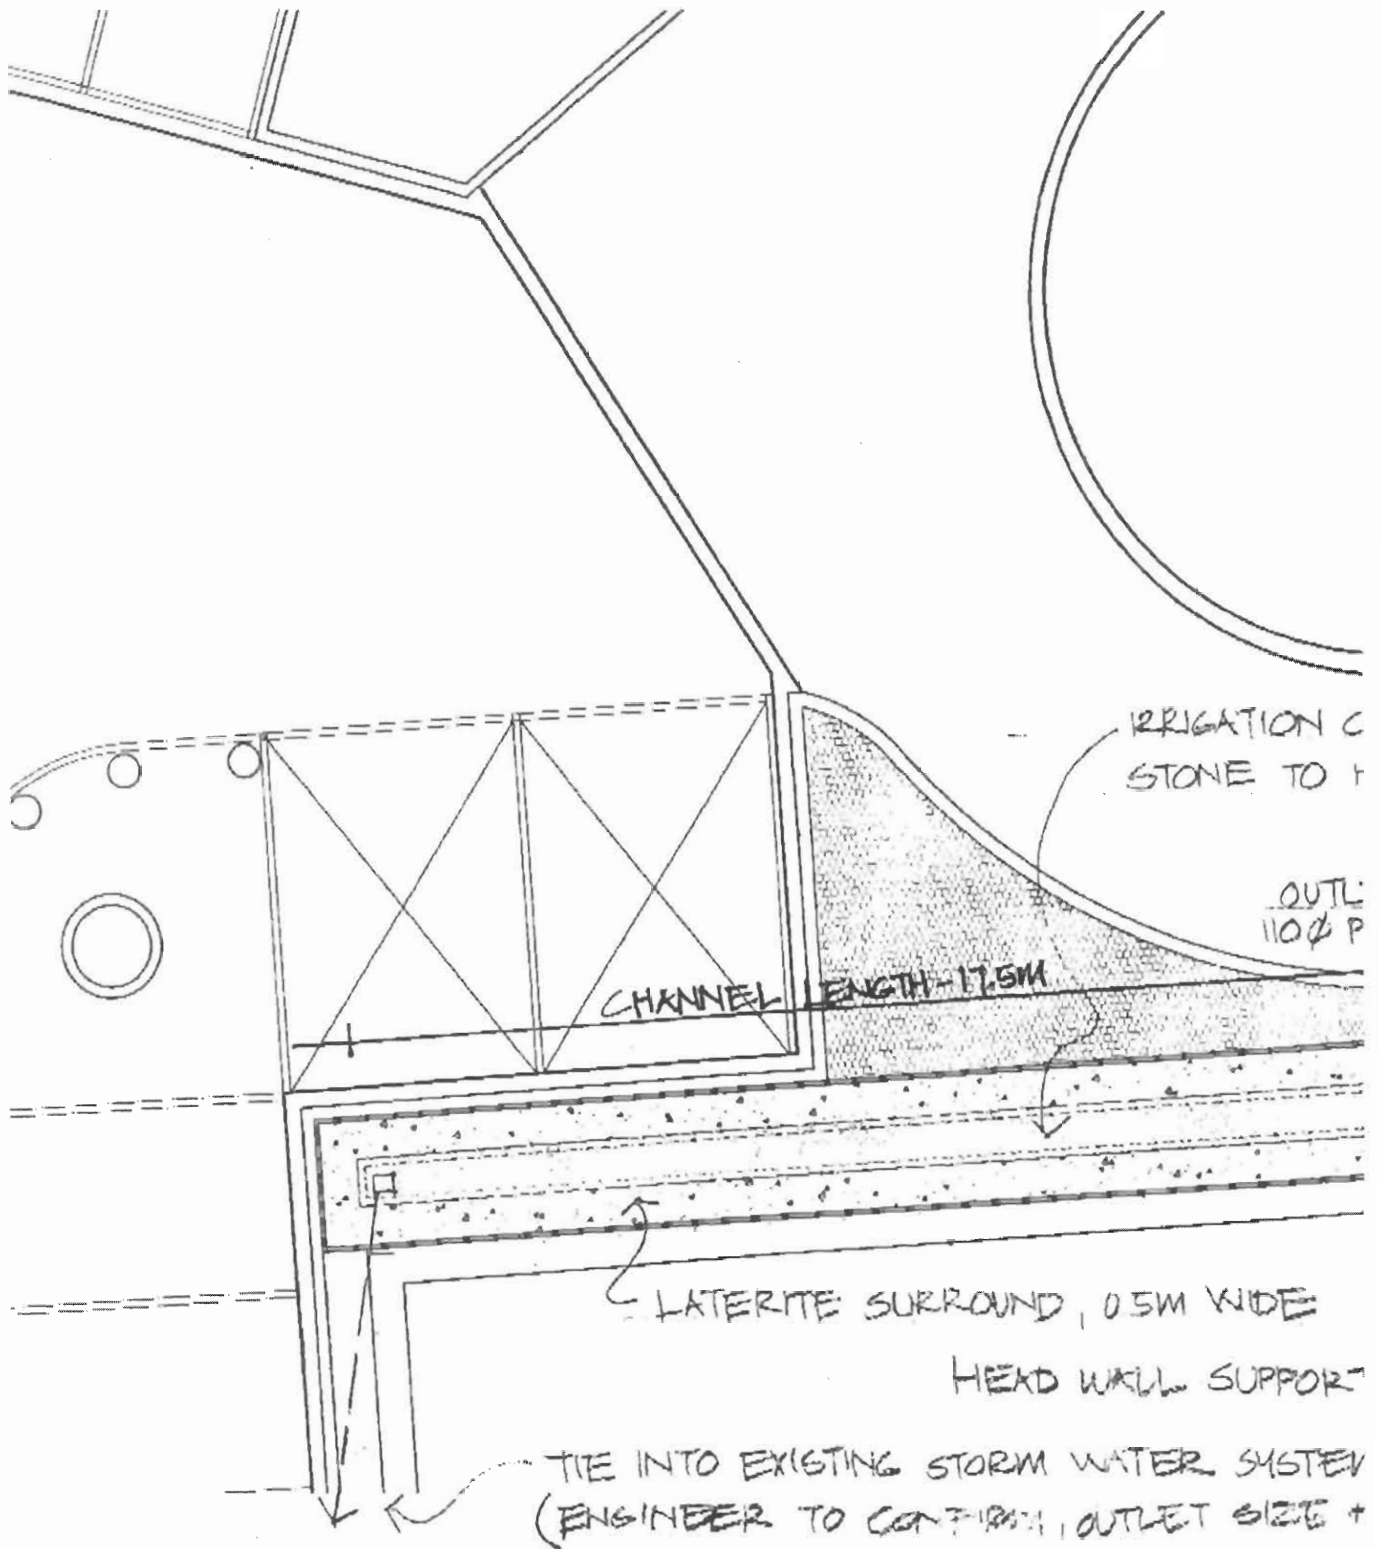 IRRIGATION C
STONE TO H
OUTL
110Ø P
CHANNEL LENGTH - 17.5M
LATERITE SURROUND, 0.5M WIDE
HEAD WALL SUPPORT
TIE INTO EXISTING STORM WATER SYSTEM
(ENGINEER TO CONFIRM, OUTLET SIZE +